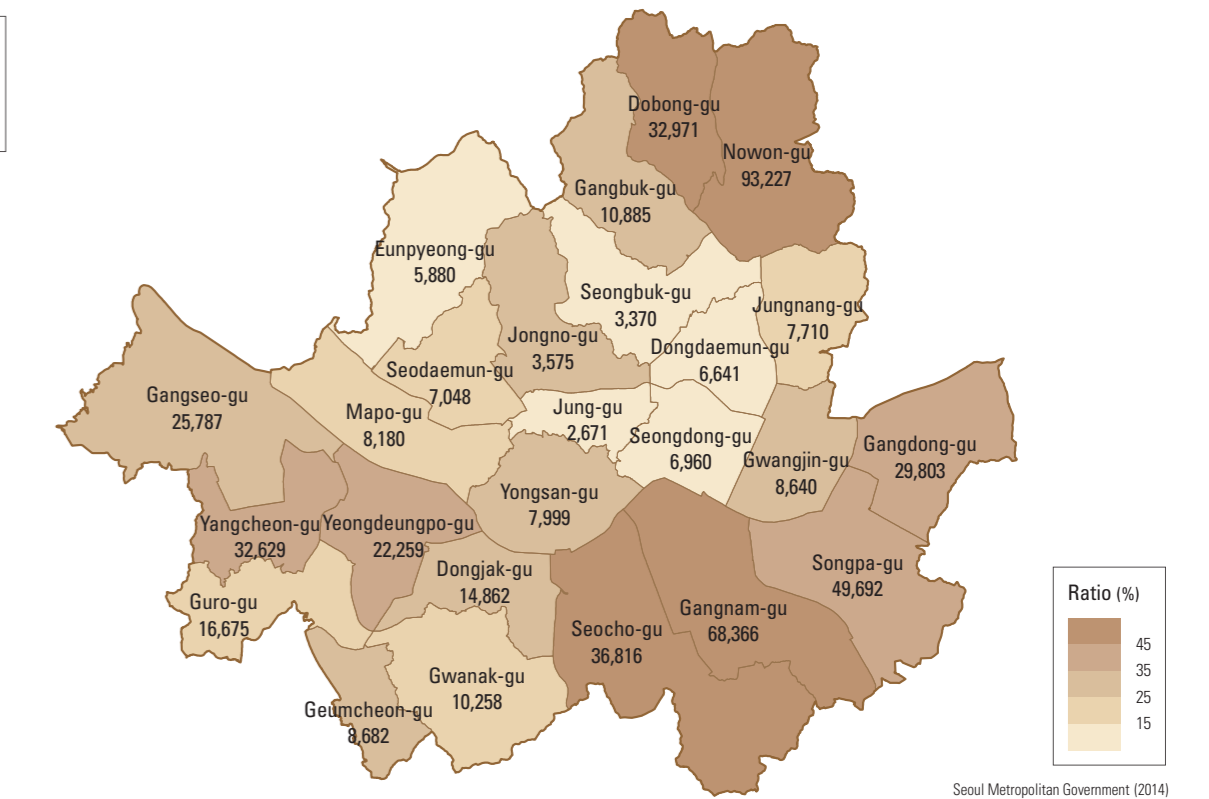 Dobong-gu
32,971
Nowon-gu
93,227
Gangbuk-gu
10,885
Eunpyeong-gu
5,880
Seongbuk-gu
3,370
Jungnang-gu
7,710
Jongno-gu
3,575
Dongdaemun-gu
6,641
Seodaemun-gu
7,048
Gangseo-gu
25,787
Mapo-gu
8,180
Jung-gu
2,671
Seongdong-gu
6,960
Gwangjin-gu
8,640
Gangdong-gu
29,803
Yongsan-gu
7,999
Yangcheon-gu
32,629
Yeongdeungpo-gu
22,259
Songpa-gu
49,692
Dongjak-gu
14,862
Guro-gu
16,675
Seocho-gu
36,816
Gangnam-gu
68,366
Gwanak-gu
10,258
Geumcheon-gu
8,682
Ratio (%)
45
35
25
15
Seoul Metropolitan Government (2014)